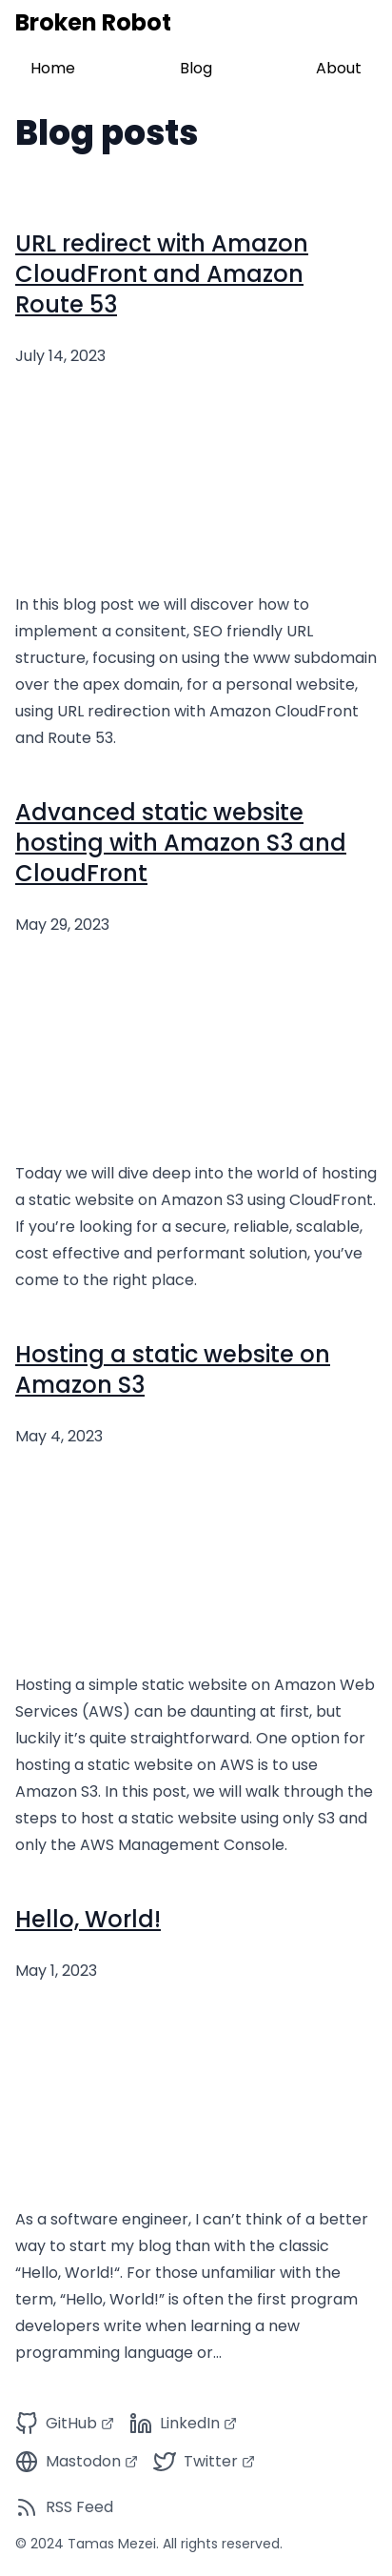 Broken Robot
Home Blog About
Blog posts
URL redirect with Amazon
CloudFront and Amazon
Route 53
July 14, 2023
In this blog post we will discover how to
implement a consitent, SEO friendly URL
structure, focusing on using the www subdomain
over the apex domain, for a personal website,
using URL redirection with Amazon CloudFront
and Route 53.
Advanced static website
hosting with Amazon S3 and
CloudFront
May 29, 2023
Today we will dive deep into the world of hosting
a static website on Amazon S3 using CloudFront.
If you’re looking for a secure, reliable, scalable,
cost effective and performant solution, you’ve
come to the right place.
Hosting a static website on
Amazon S3
May 4, 2023
Hosting a simple static website on Amazon Web
Services (AWS) can be daunting at first, but
luckily it’s quite straightforward. One option for
hosting a static website on AWS is to use
Amazon S3. In this post, we will walk through the
steps to host a static website using only S3 and
only the AWS Management Console.
Hello, World!
May 1, 2023
As a software engineer, I can’t think of a better
way to start my blog than with the classic
“Hello, World!“. For those unfamiliar with the
term, “Hello, World!” is often the first program
developers write when learning a new
programming language or...
GitHub LinkedIn
Mastodon Twitter
RSS Feed
© 2024 Tamas Mezei. All rights reserved.